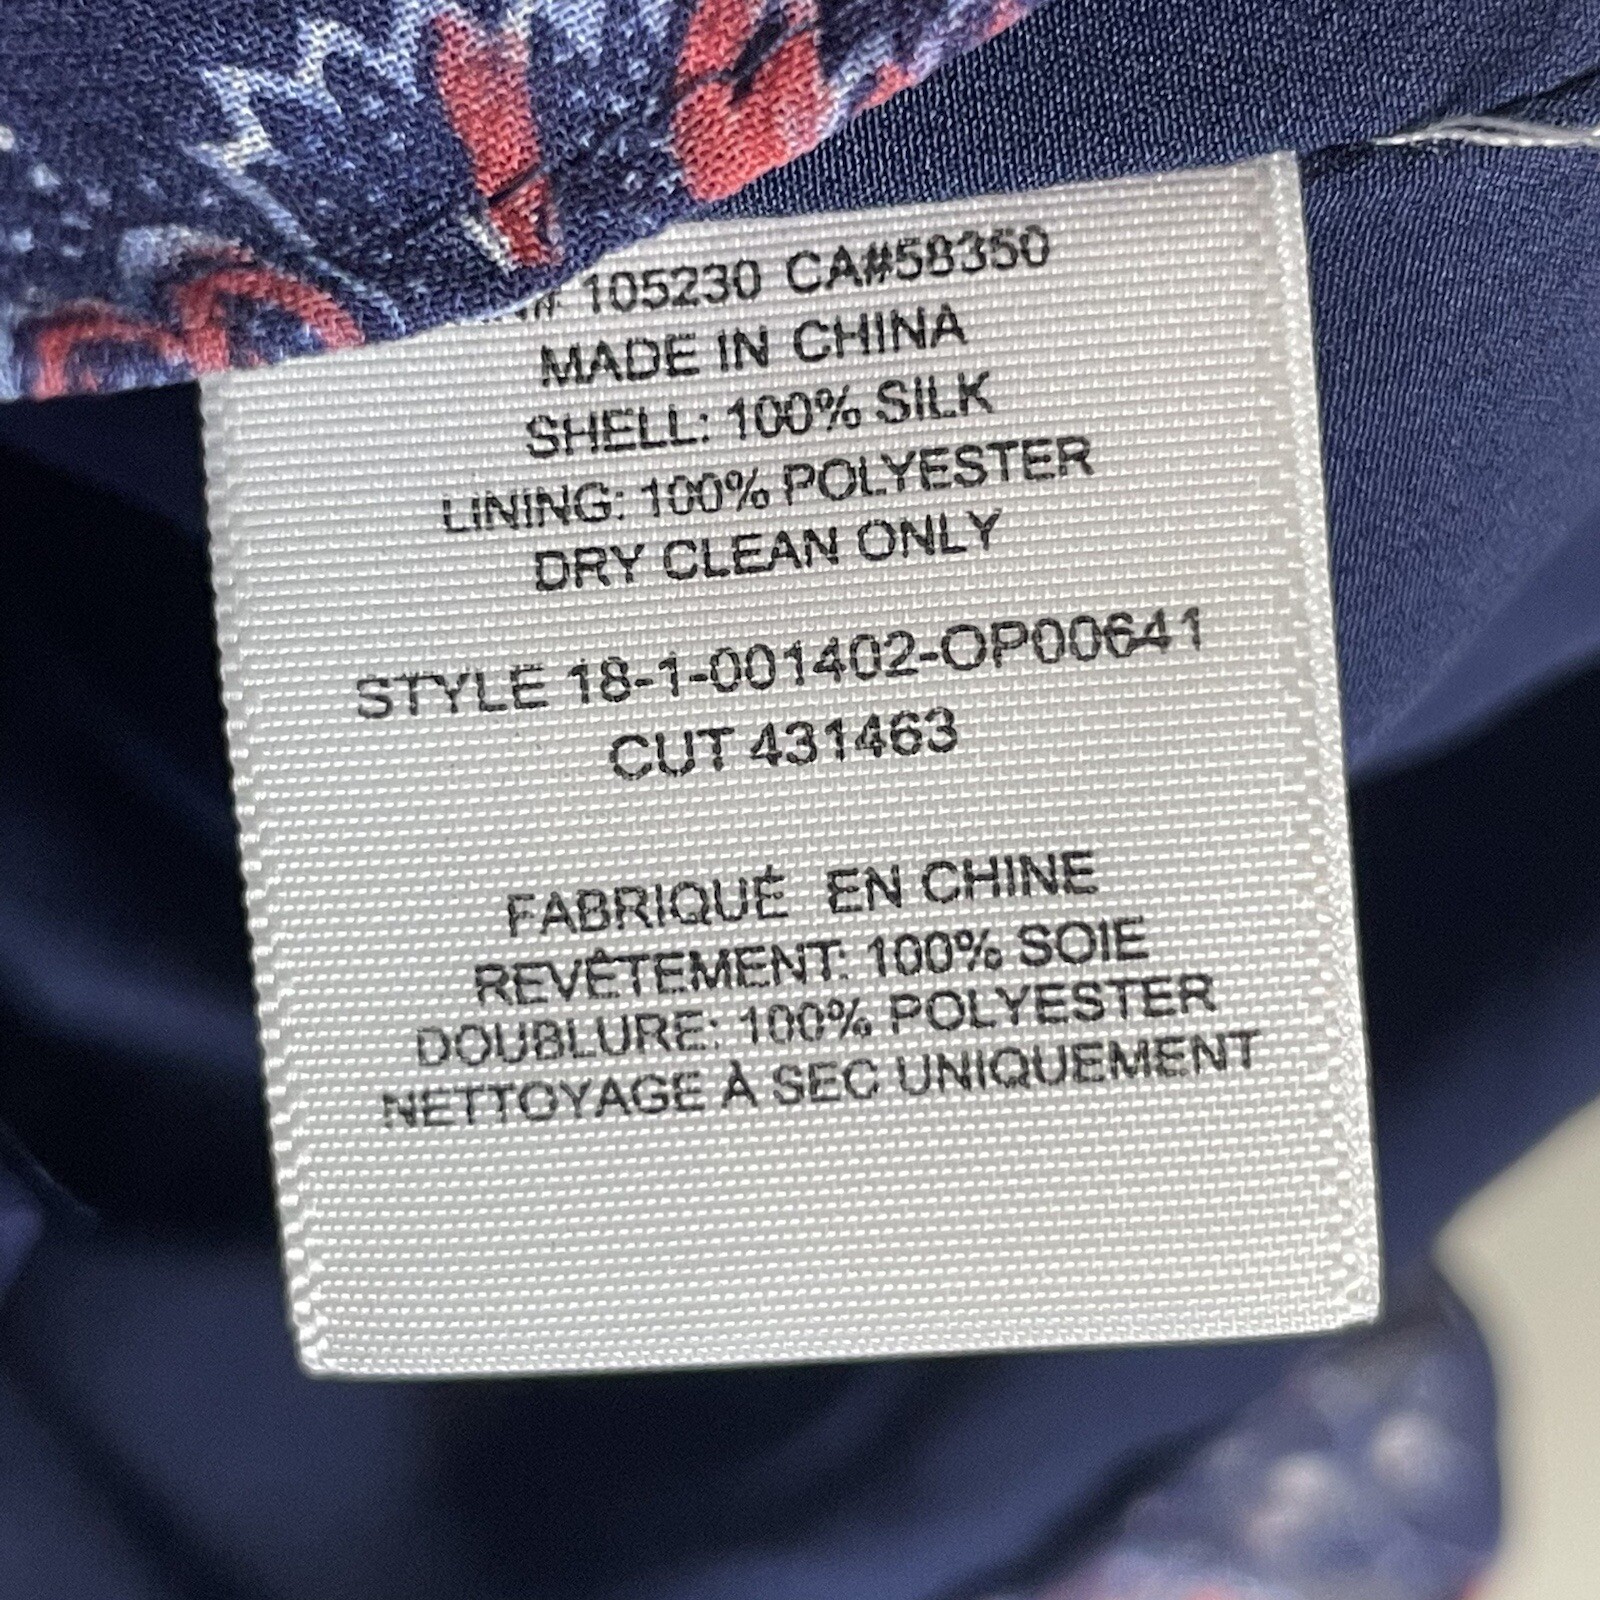 105230 CA#58350
MADE IN CHINA
SHELL: 100% SILK
LINING: 100% POLYESTER
DRY CLEAN ONLY
STYLE 18-1-001402-OP00641
CUT 431463
FABRIQUÉ EN CHINE
REVÊTEMENT: 100% SOIE
DOUBLURE: 100% POLYESTER
NETTOYAGE À SEC UNIQUEMENT